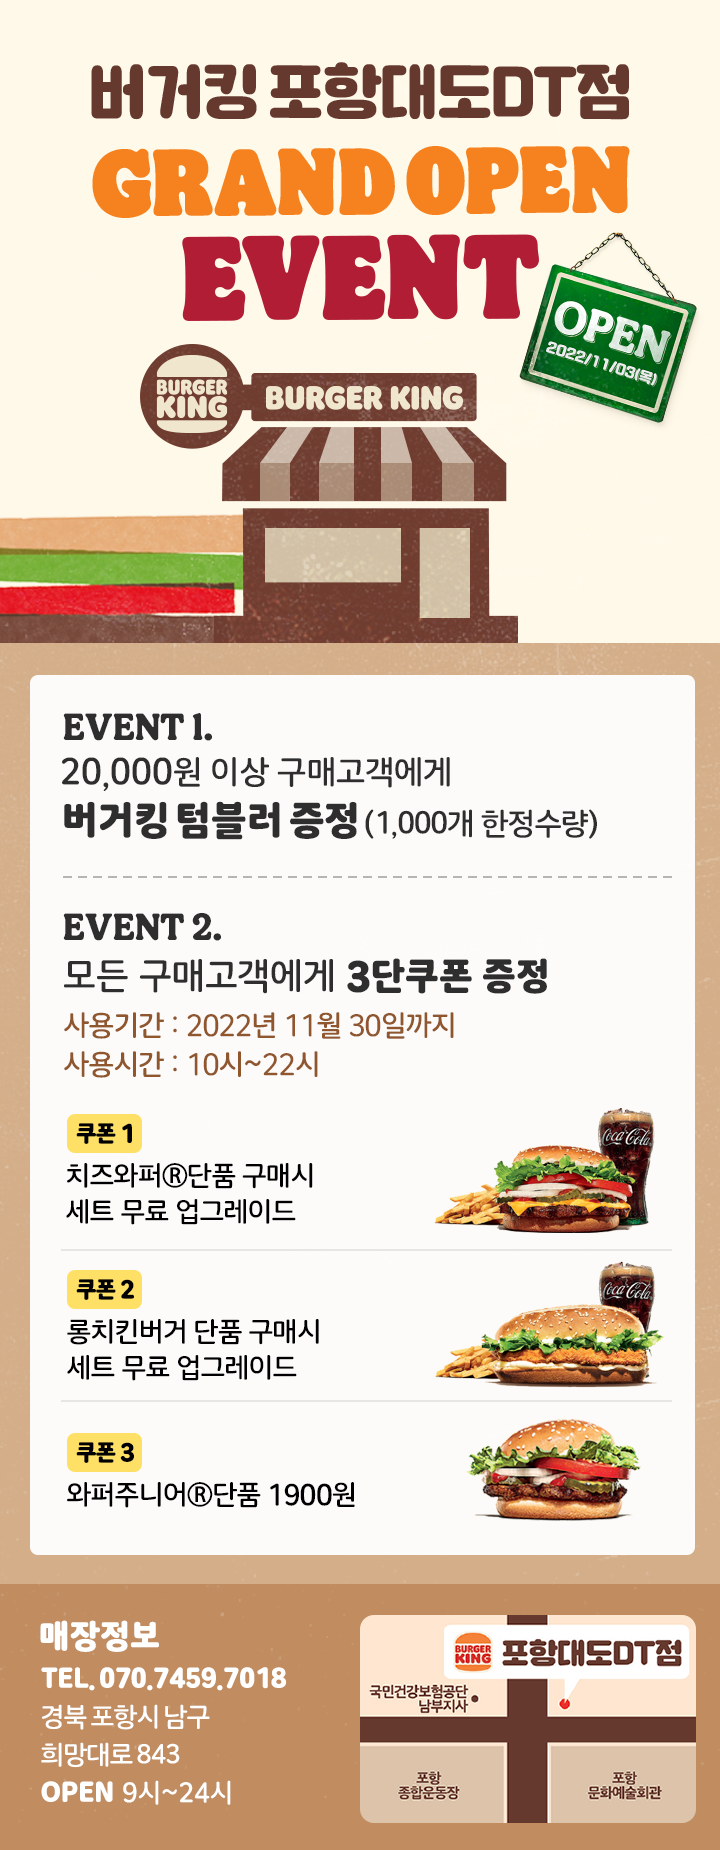 버거킹 포항대도DT점
GRAND OPEN
EVENT
OPEN
2022/11/03(목)
BURGER
KING
BURGER KING
EVENT 1.
20,000원 이상 구매고객에게
버거킹 텀블러 증정 (1,000개 한정수량)
EVENT 2.
모든 구매고객에게 3단쿠폰 증정
사용기간 : 2022년 11월 30일까지
사용시간 : 10시~22시
쿠폰 1
치즈와퍼®단품 구매시
세트 무료 업그레이드
Coca-Cola
쿠폰 2
롱치킨버거 단품 구매시
세트 무료 업그레이드
Coca-Cola
쿠폰 3
와퍼주니어®단품 1900원
매장정보
TEL. 070.7459.7018
경북 포항시 남구
희망대로 843
OPEN 9시~24시
BURGER
KING
포항대도DT점
국민건강보험공단
남부지사
포항
종합운동장
포항
문화예술회관